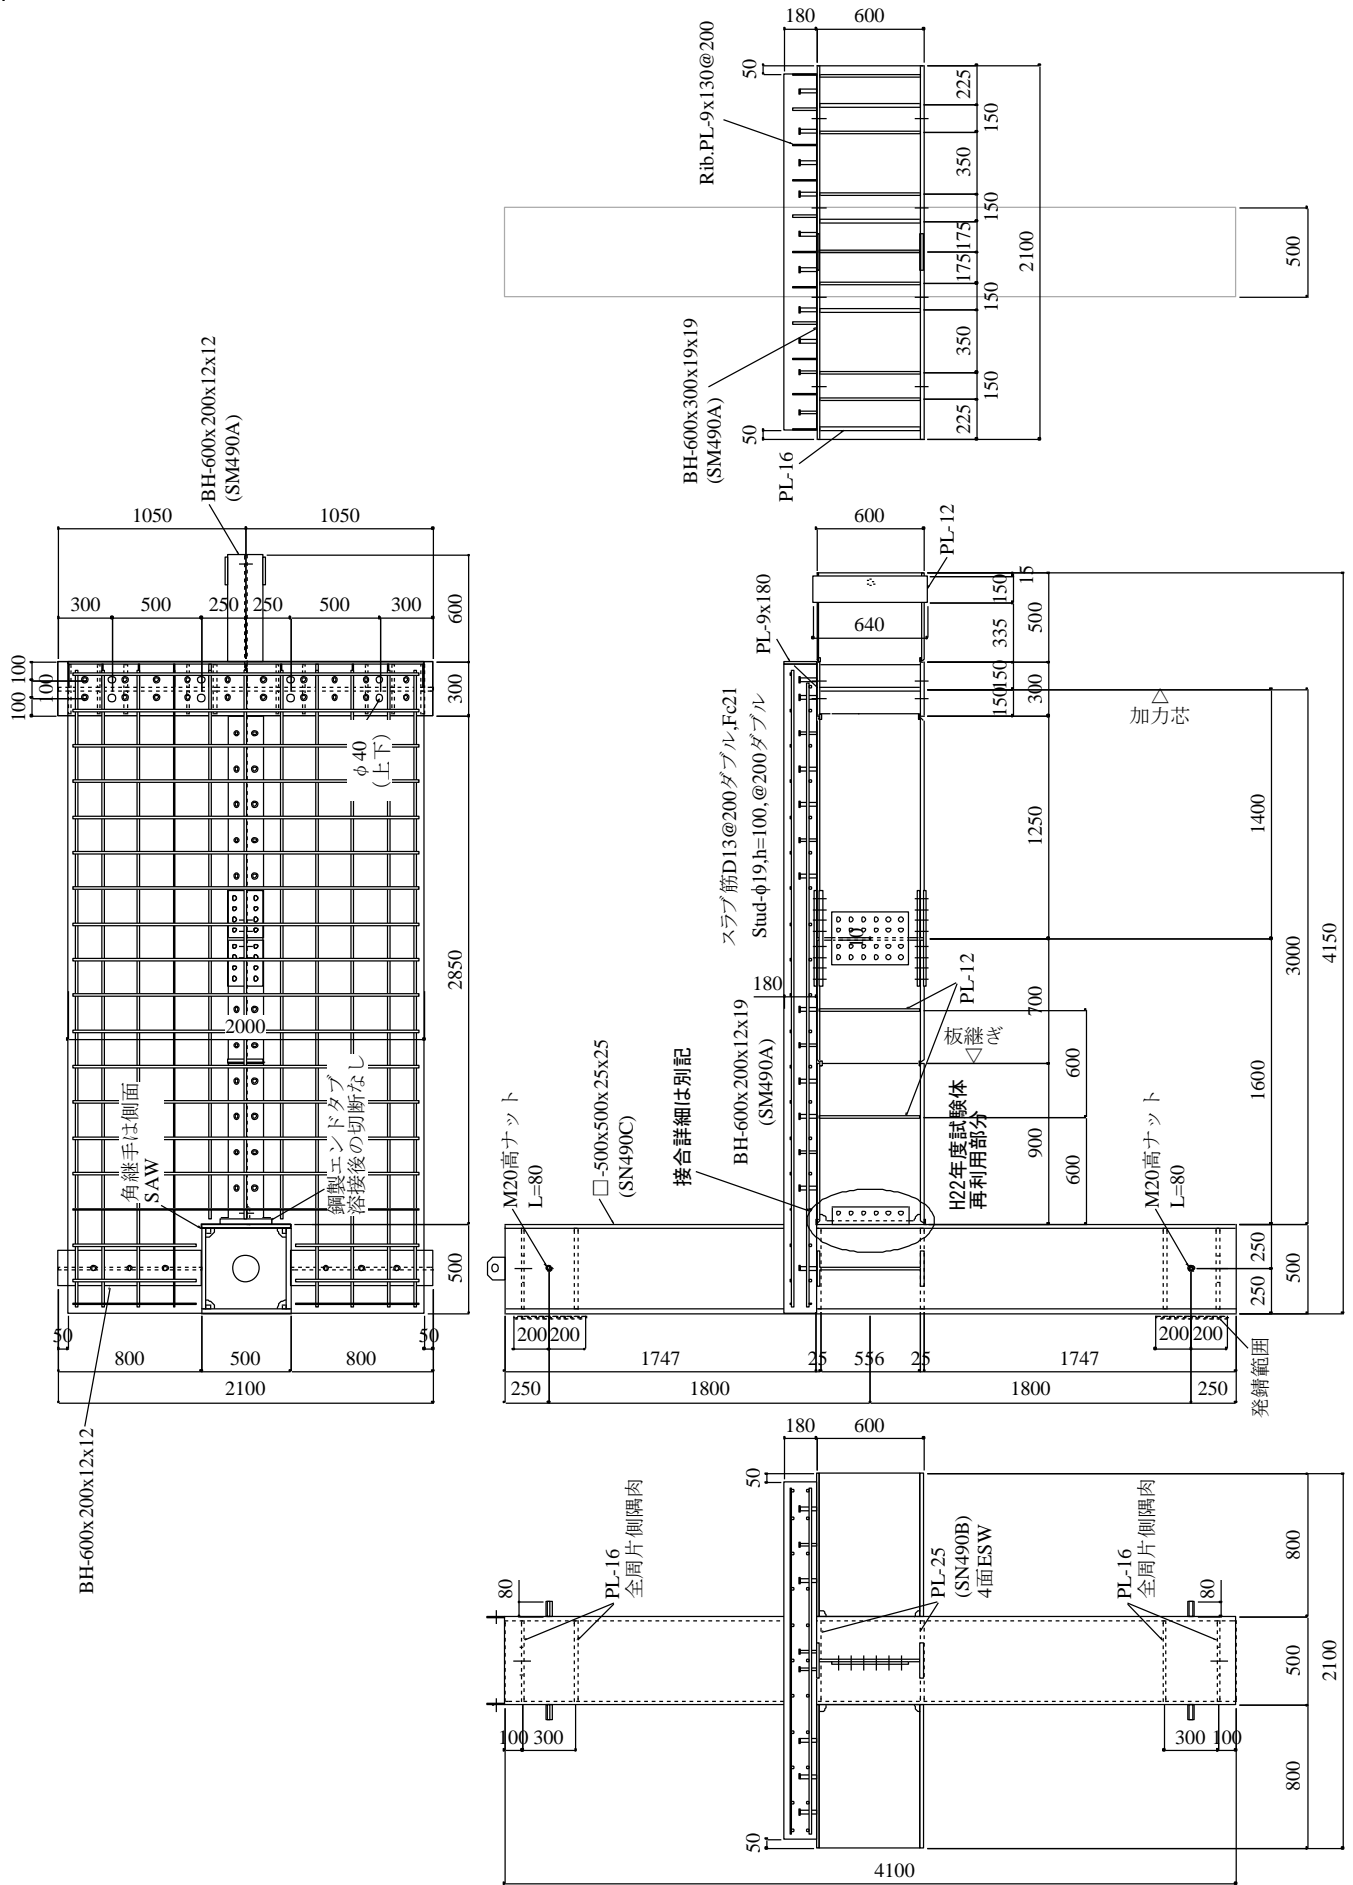 180
600
50
Rib.PL-9x130@200
225
150
350
150
175
175
150
350
150
225
2100
500
50
BH-600x300x19x19
(SM490A)
PL-16
BH-600x200x12x12
(SM490A)
1050
1050
300
500
250
250
500
300
600
100
100
100
300
φ40
(上下)
2850
2000
角継手は側面
SAW
鋼製エンドタブ
溶接後の切断なし
500
50
50
800
500
800
2100
BH-600x200x12x12
600
PL-12
640
PL-9x180
15
150
335
500
150
150
300
加力芯
スラブ筋D13@200ダブル,Fc21
Stud-φ19,h=100,@200ダブル
10
1250
1400
180
BH-600x200x12x19
(SM490A)
PL-12
700
板継ぎ
600
900
600
1600
3000
4150
接合詳細は別記
H22年度試験体
再利用部分
□-500x500x25x25
(SN490C)
M20高ナット
L=80
M20高ナット
L=80
250
250
500
200
200
200
200
発錆範囲
1747
25
556
25
1747
250
1800
1800
250
180
600
50
PL-16
全周片側隅肉
PL-25
(SN490B)
4面ESW
PL-16
全周片側隅肉
80
80
800
500
800
2100
100
300
300
100
50
4100